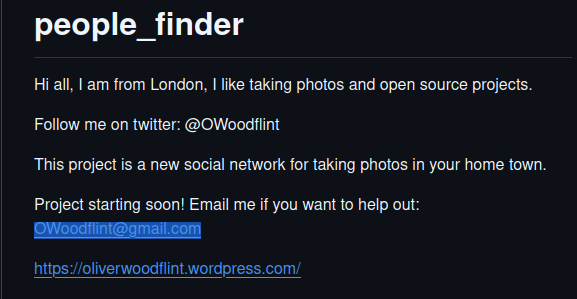 people_finder
Hi all, I am from London, I like taking photos and open source projects.
Follow me on twitter: @OWoodflint
This project is a new social network for taking photos in your home town.
Project starting soon! Email me if you want to help out:
OWoodflint@gmail.com
https://oliverwoodflint.wordpress.com/